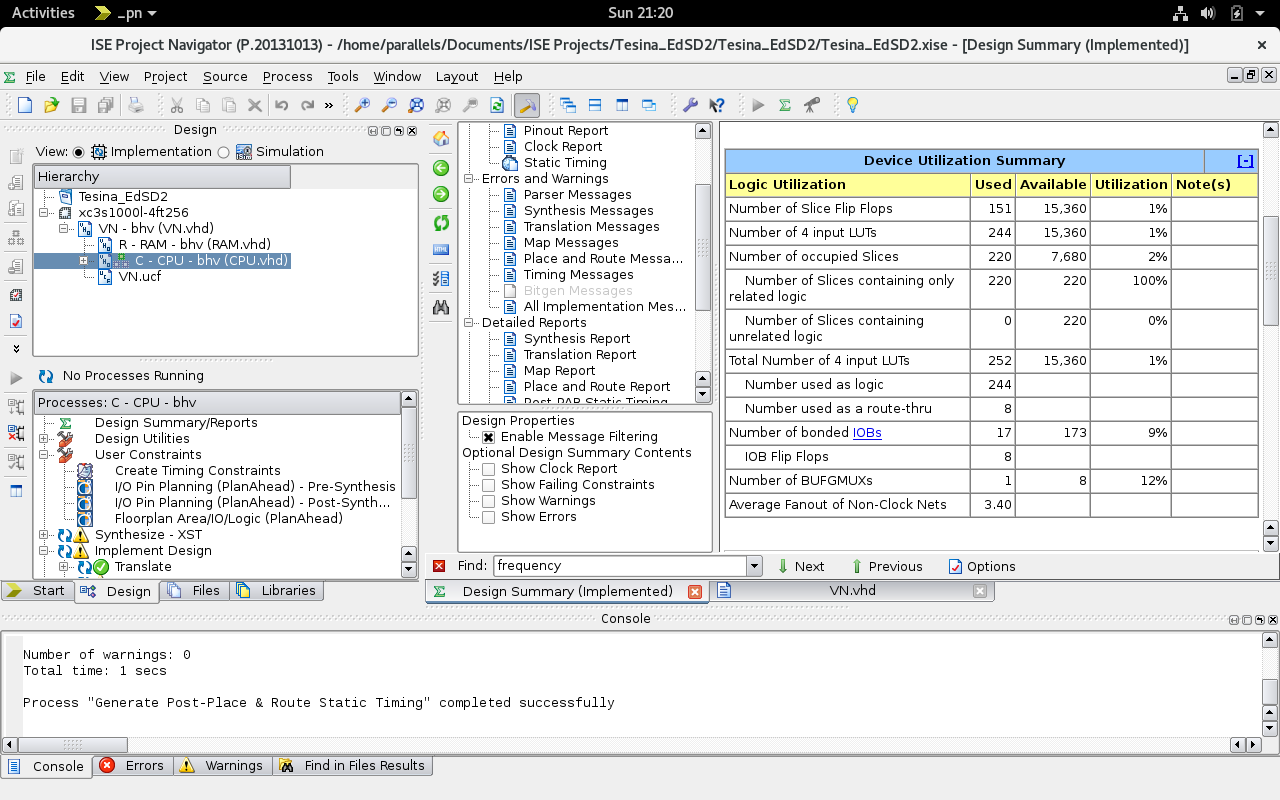 Activities _pn Sun 21:20
ISE Project Navigator (P.20131013) - /home/parallels/Documents/ISE Projects/Tesina_EdSD2/Tesina_EdSD2/Tesina_EdSD2.xise - [Design Summary (Implemented)]
File Edit View Project Source Process Tools Window Layout Help
»
Design
View: Implementation Simulation
Hierarchy
Tesina_EdSD2
xc3s1000l-4ft256
VN - bhv (VN.vhd)
R - RAM - bhv (RAM.vhd)
C - CPU - bhv (CPU.vhd)
VN.ucf
No Processes Running
Processes: C - CPU - bhv
Design Summary/Reports
Design Utilities
User Constraints
Create Timing Constraints
I/O Pin Planning (PlanAhead) - Pre-Synthesis
I/O Pin Planning (PlanAhead) - Post-Synth...
Floorplan Area/IO/Logic (PlanAhead)
Synthesize - XST
Implement Design
Translate
Start Design Files Libraries
Pinout Report
Clock Report
Static Timing
Errors and Warnings
Parser Messages
Synthesis Messages
Translation Messages
Map Messages
Place and Route Messa...
Timing Messages
Bitgen Messages
All Implementation Mes...
Detailed Reports
Synthesis Report
Translation Report
Map Report
Place and Route Report
Post-PAR Static Timing
Design Properties
Enable Message Filtering
Optional Design Summary Contents
Show Clock Report
Show Failing Constraints
Show Warnings
Show Errors
Device Utilization Summary [-]
Logic Utilization Used Available Utilization Note(s)
Number of Slice Flip Flops 151 15,360 1%
Number of 4 input LUTs 244 15,360 1%
Number of occupied Slices 220 7,680 2%
Number of Slices containing only 220 220 100%
related logic
Number of Slices containing 0 220 0%
unrelated logic
Total Number of 4 input LUTs 252 15,360 1%
Number used as logic 244
Number used as a route-thru 8
Number of bonded IOBs 17 173 9%
IOB Flip Flops 8
Number of BUFGMUXs 1 8 12%
Average Fanout of Non-Clock Nets 3.40
Find: frequency Next Previous Options
Design Summary (Implemented) VN.vhd
Console
Number of warnings: 0
Total time: 1 secs
Process "Generate Post-Place & Route Static Timing" completed successfully
Console Errors Warnings Find in Files Results